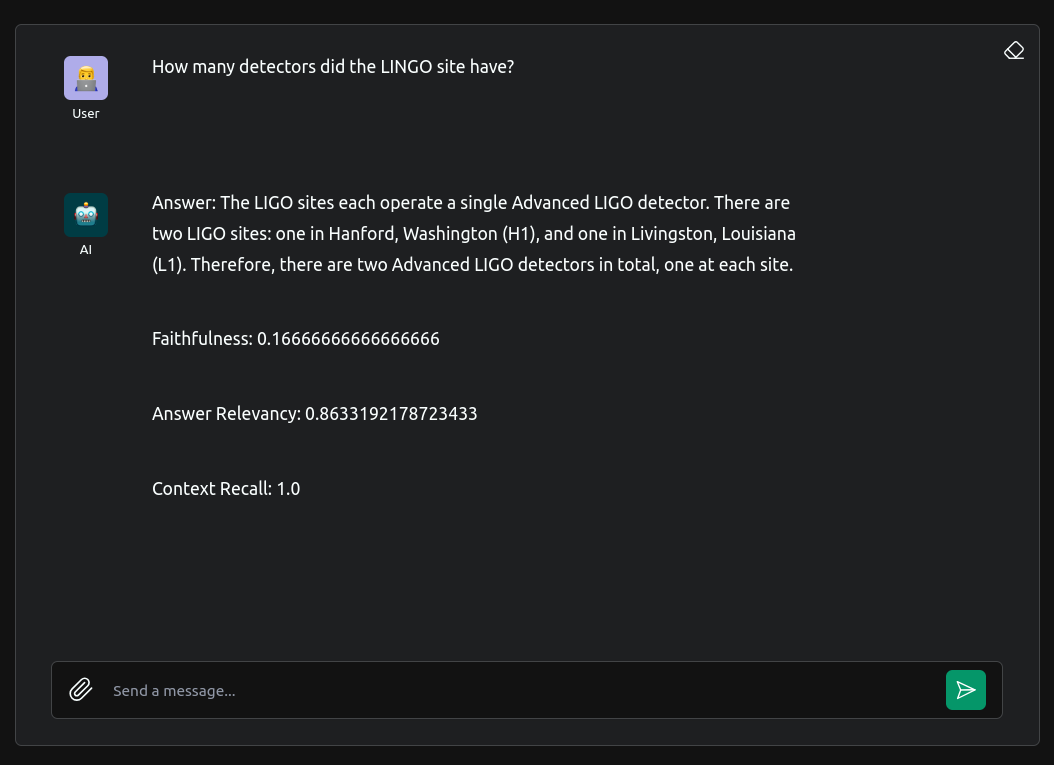 How many detectors did the LINGO site have?
User
Answer: The LIGO sites each operate a single Advanced LIGO detector. There are
two LIGO sites: one in Hanford, Washington (H1), and one in Livingston, Louisiana
AI
(L1). Therefore, there are two Advanced LIGO detectors in total, one at each site.
Faithfulness: 0.16666666666666666
Answer Relevancy: 0.8633192178723433
Context Recall: 1.0
Send a message...